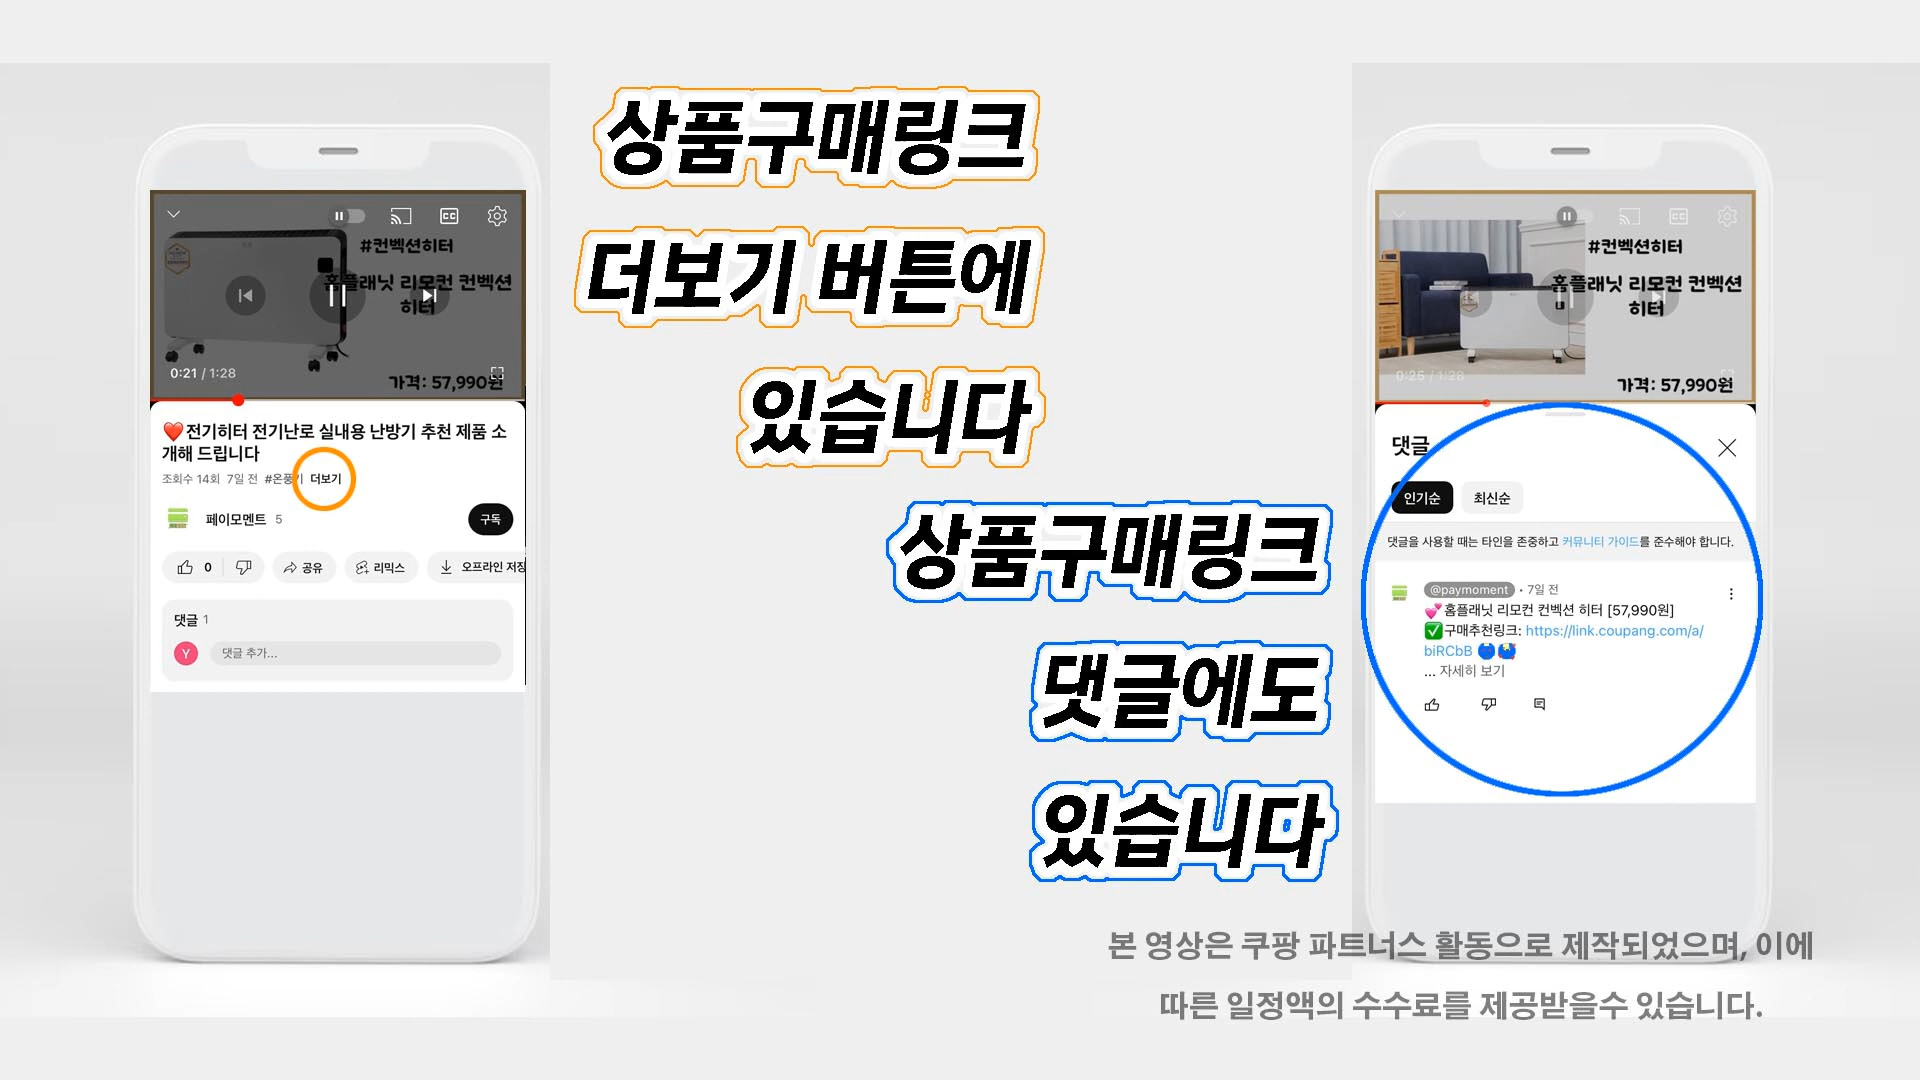 상품구매링크
더보기 버튼에
있습니다
상품구매링크
댓글에도
있습니다
#컨벡션히터
홈플래닛 리모컨 컨벡션
히터
0:21 / 1:28
가격: 57,990원
❤️전기히터 전기난로 실내용 난방기 추천 제품 소
개해 드립니다
조회수 14회 7일 전 더보기
페이모멘트 5
구독
0
공유
리믹스
오프라인 저장
댓글 1
Y
댓글 추가...
#컨벡션히터
홈플래닛 리모컨 컨벡션
히터
0:25 / 1:28
가격: 57,990원
댓글
인기순
최신순
댓글을 사용할 때는 타인을 존중하고 커뮤니티 가이드를 준수해야 합니다.
@paymoment • 7일 전
💕홈플래닛 리모컨 컨벡션 히터 [57,990원]
✅구매추천링크: https://link.coupang.com/a/
biRCbB
... 자세히 보기
본 영상은 쿠팡 파트너스 활동으로 제작되었으며, 이에
따른 일정액의 수수료를 제공받을수 있습니다.